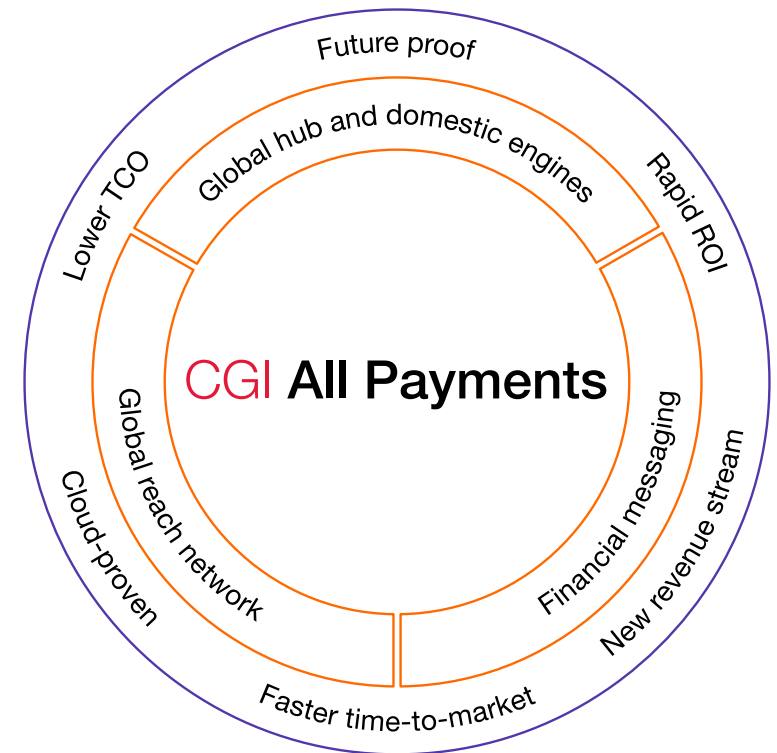 Future proof
Rapid ROI
New revenue stream
Faster time-to-market
Cloud-proven
Lower TCO
Global hub and domestic engines
Financial messaging
Global reach network
CGI All Payments